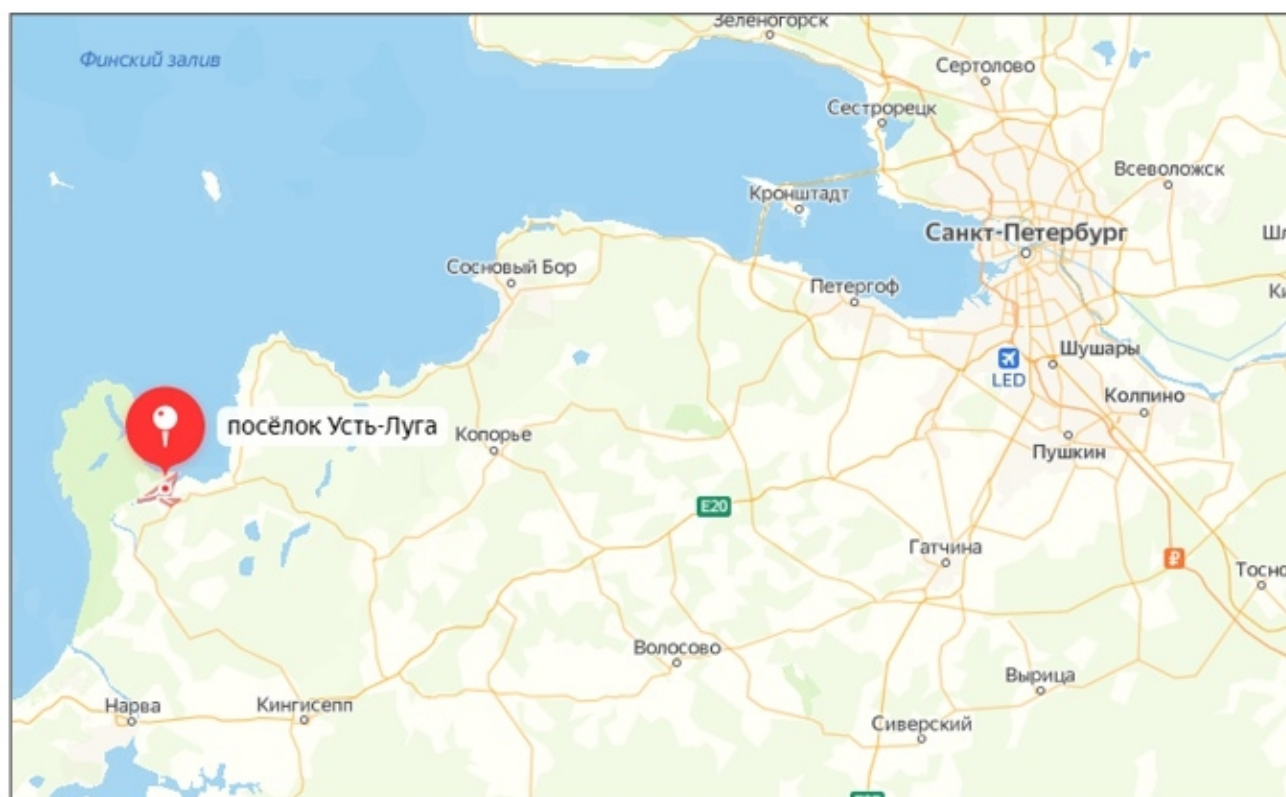 Зеленогорск
Финский залив
Сертолово
Сестрорецк
Всеволожск
Кронштадт
Санкт-Петербург
Сосновый Бор
Петергоф
Шушары
LED
Колпино
посёлок Усть-Луга
Копорье
Пушкин
E20
Гатчина
Волосово
Вырица
Нарва
Кингисепп
Сиверский